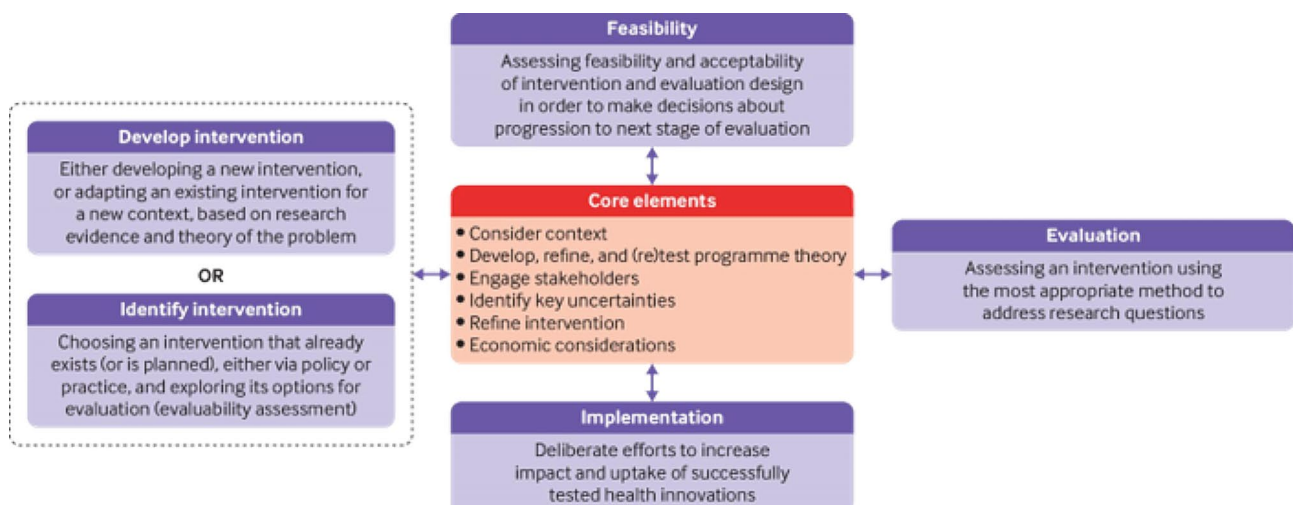 Feasibility
Assessing feasibility and acceptability
of intervention and evaluation design
in order to make decisions about
progression to next stage of evaluation
Develop intervention
Either developing a new intervention,
or adapting an existing intervention for
a new context, based on research
evidence and theory of the problem
OR
Identify intervention
Choosing an intervention that already
exists (or is planned), either via policy or
practice, and exploring its options for
evaluation (evaluability assessment)
Core elements
• Consider context
• Develop, refine, and (re)test programme theory
• Engage stakeholders
• Identify key uncertainties
• Refine intervention
• Economic considerations
Evaluation
Assessing an intervention using
the most appropriate method to
address research questions
Implementation
Deliberate efforts to increase
impact and uptake of successfully
tested health innovations